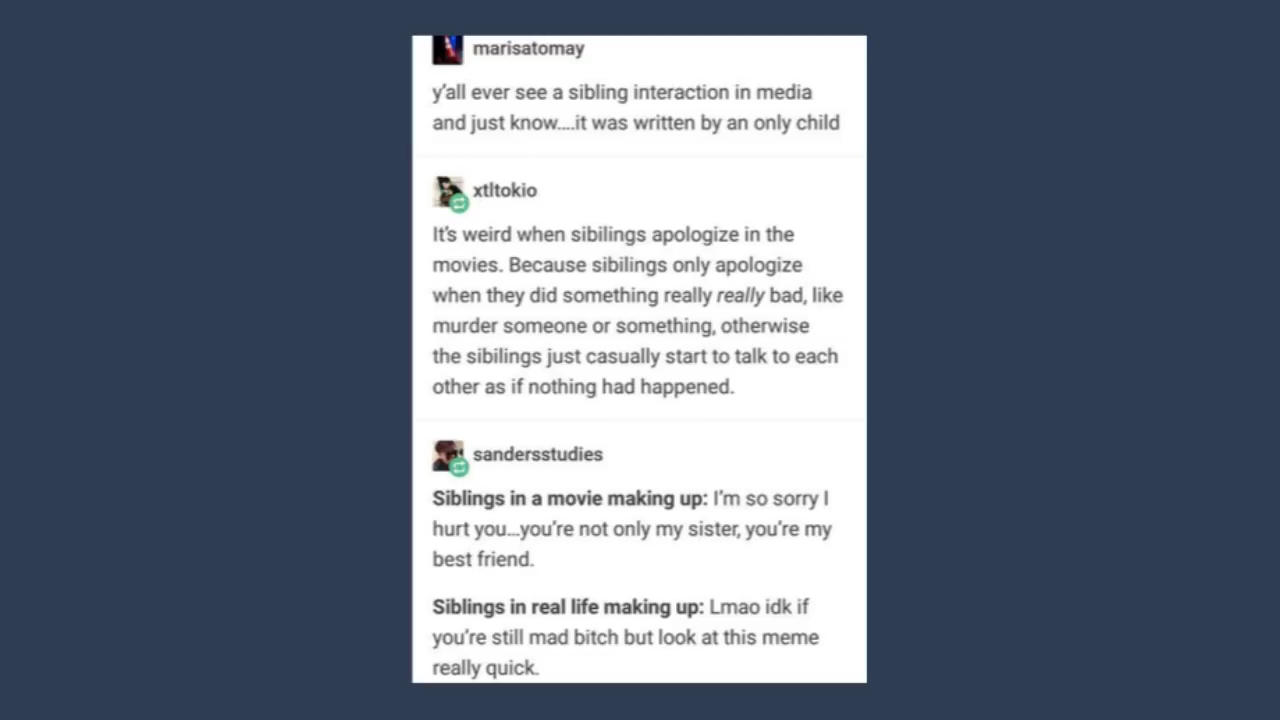 marisatomay
y'all ever see a sibling interaction in media
and just know....it was written by an only child
xtltokio
It's weird when sibilings apologize in the
movies. Because sibilings only apologize
when they did something really really bad, like
murder someone or something, otherwise
the sibilings just casually start to talk to each
other as if nothing had happened.
sandersstudies
Siblings in a movie making up: I'm so sorry I
hurt you...you're not only my sister, you're my
best friend.
Siblings in real life making up: Lmao idk if
you're still mad bitch but look at this meme
really quick.